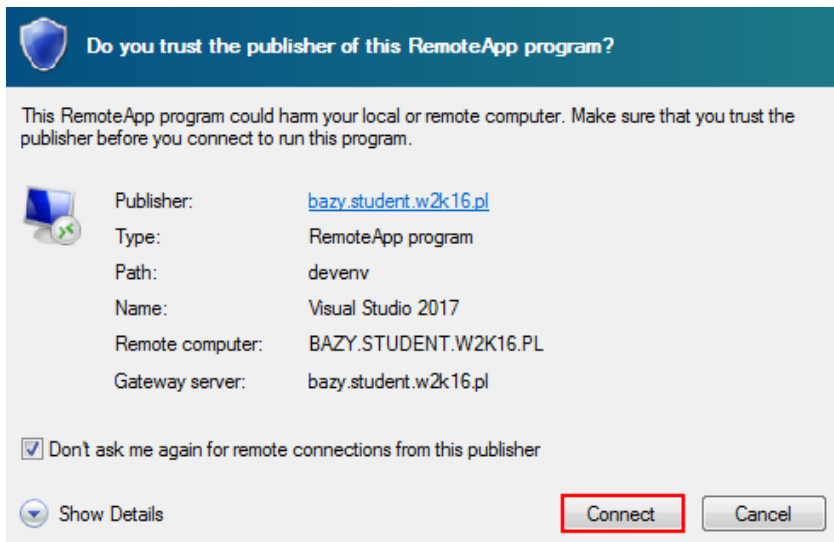 Do you trust the publisher of this RemoteApp program?
This RemoteApp program could harm your local or remote computer. Make sure that you trust the
publisher before you connect to run this program.
Publisher: bazy.student.w2k16.pl
Type: RemoteApp program
Path: devenv
Name: Visual Studio 2017
Remote computer: BAZY.STUDENT.W2K16.PL
Gateway server: bazy.student.w2k16.pl
Don't ask me again for remote connections from this publisher
Show Details Connect Cancel